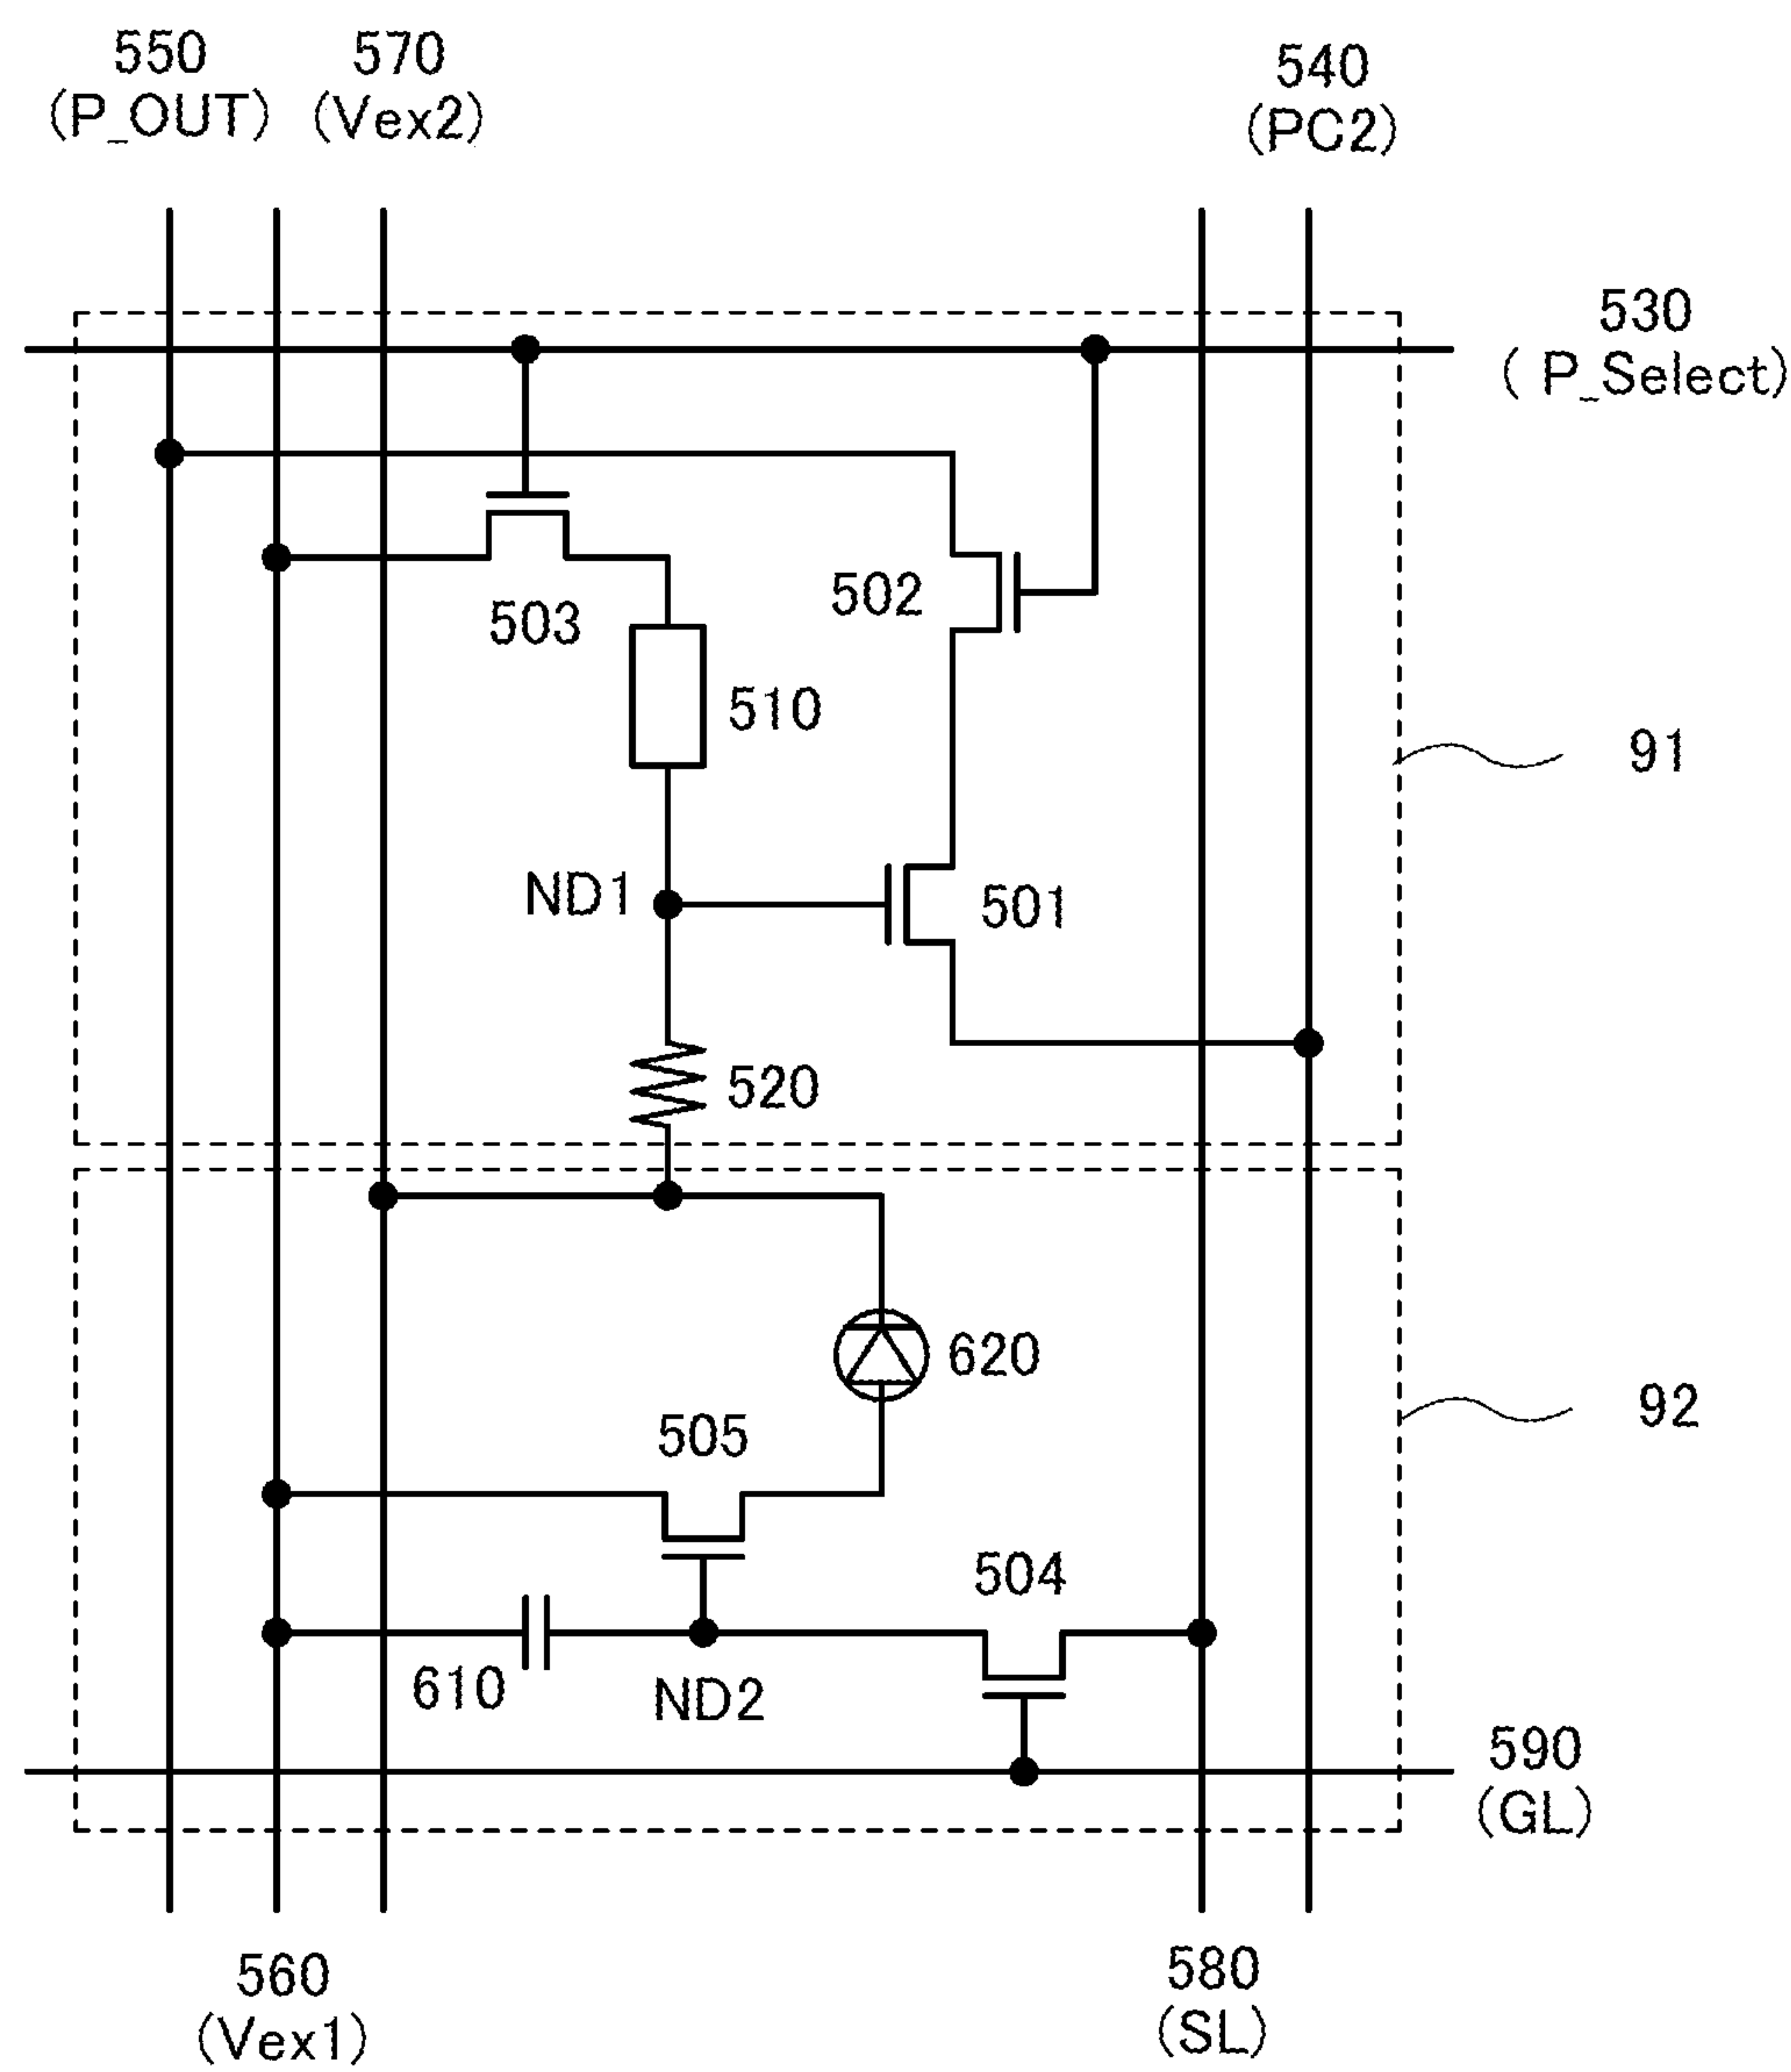 550
(P_OUT)
570
(Vex2)
540
(PC2)
530
( P_Select)
503
502
510
91
ND1
501
520
620
92
505
504
610
ND2
590
(GL)
560
(Vex1)
580
(SL)